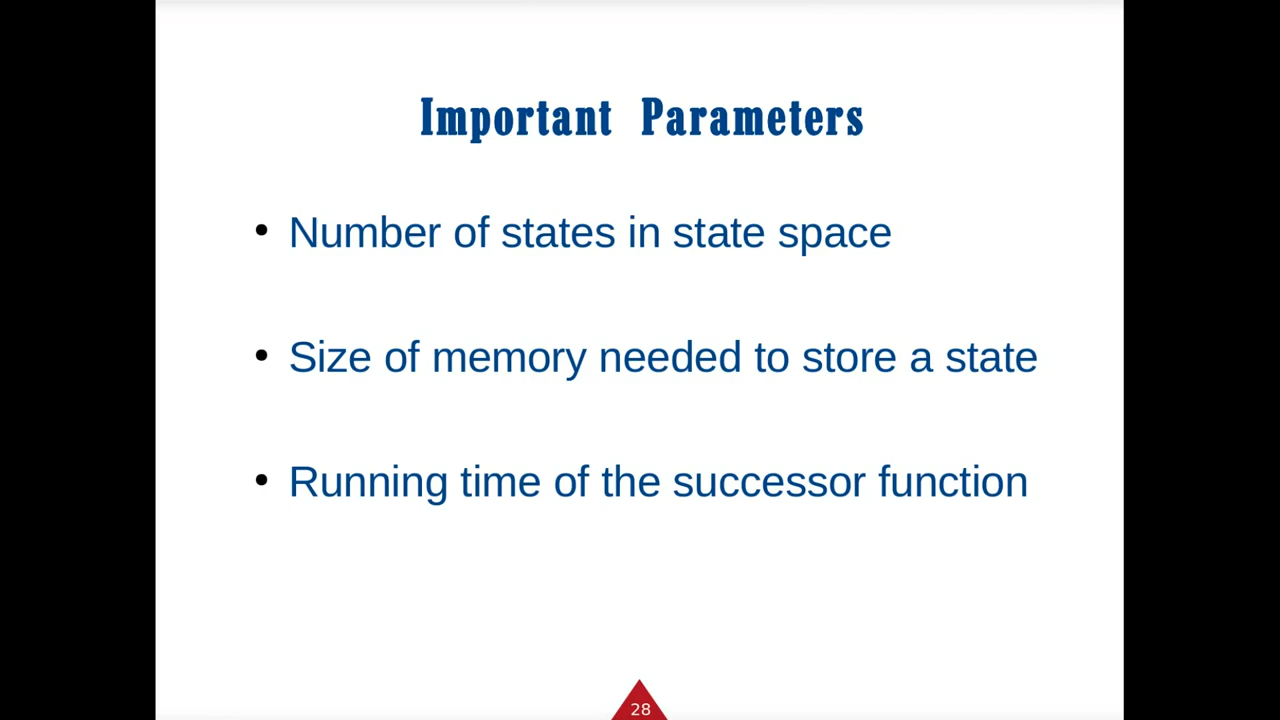 Important Parameters
• Number of states in state space
• Size of memory needed to store a state
• Running time of the successor function
28